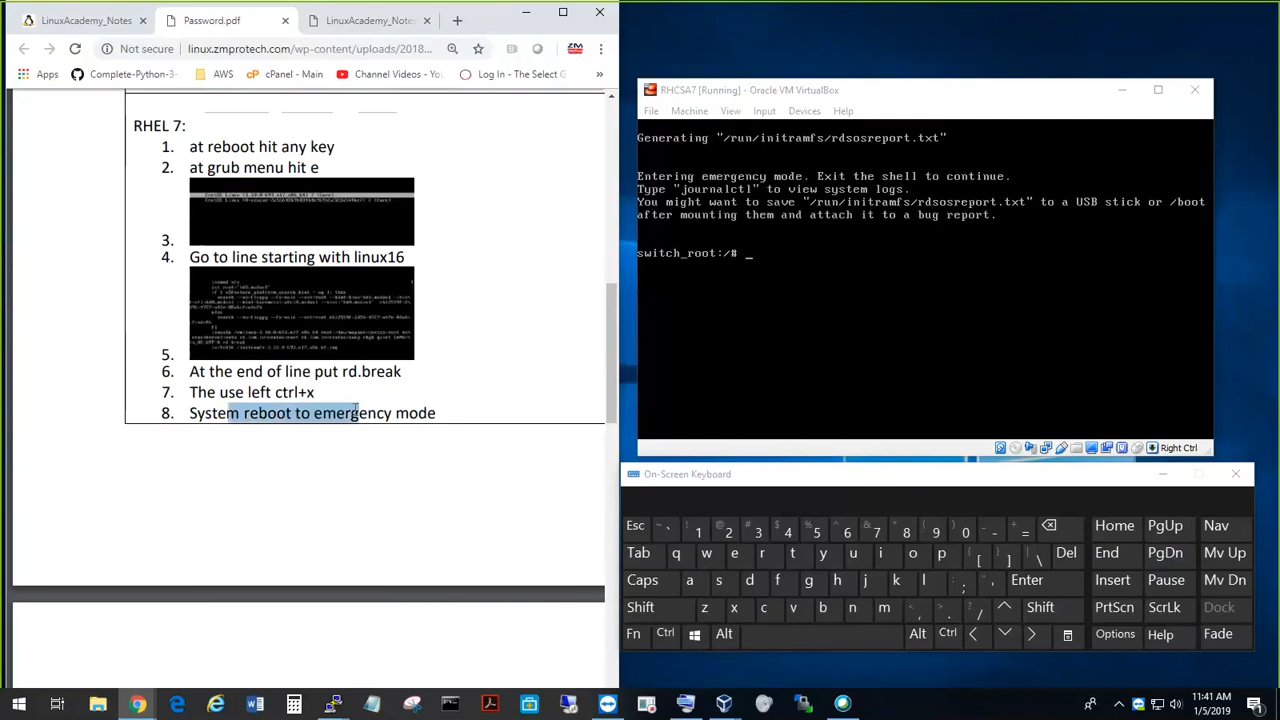 LinuxAcademy_Notes
Password.pdf
LinuxAcademy_Notes
Not secure
linux.zmprotech.com/wp-content/uploads/2018...
Apps
Complete-Python-3-
AWS
cPanel - Main
Channel Videos - You
Log In - The Select G
»
RHEL 7:
1. at reboot hit any key
2. at grub menu hit e
3.
4. Go to line starting with linux16
5.
6. At the end of line put rd.break
7. The use left ctrl+x
8. System reboot to emergency mode
RHCSA7 [Running] - Oracle VM VirtualBox
File Machine View Input Devices Help
Generating "/run/initramfs/rdsosreport.txt"
Entering emergency mode. Exit the shell to continue.
Type "journalctl" to view system logs.
You might want to save "/run/initramfs/rdsosreport.txt" to a USB stick or /boot
after mounting them and attach it to a bug report.
switch_root:/# _
Right Ctrl
On-Screen Keyboard
Esc ~ ` ! 1 @ 2 # 3 $ 4 % 5 ^ 6 & 7 * 8 ( 9 ) 0 _ - + = Home PgUp Nav
Tab q w e r t y u i o p { [ } ] | \ Del End PgDn Mv Up
Caps a s d f g h j k l : ; " ' Enter Insert Pause Mv Dn
Shift z x c v b n m < , > . ? / Shift PrtScn ScrLk Dock
Fn Ctrl Alt Alt Ctrl Options Help Fade
11:41 AM
1/5/2019